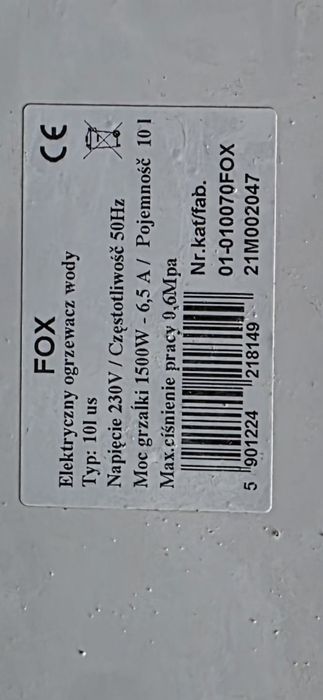 FOX
Elektryczny ogrzewacz wody
Typ: 10l us
Napięcie 230V / Częstotliwość 50Hz
Moc grzałki 1500W - 6,5 A / Pojemność 10 l
Max.ciśnienie pracy 0,6Mpa
Nr.kat/fab.
01-010070FOX
21M002047
5 901224 218149
CE